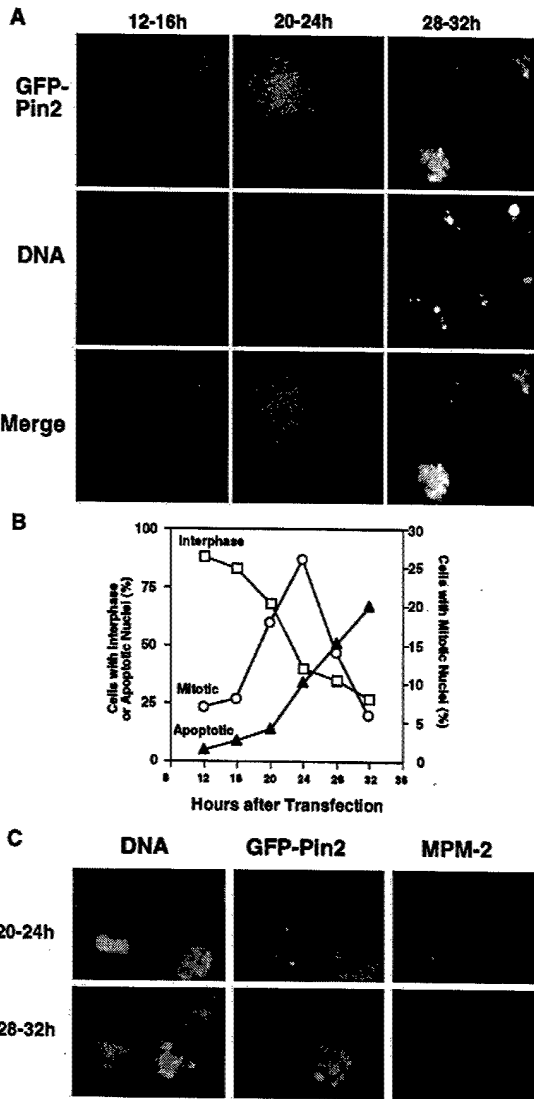 A
12-16h 20-24h 28-32h
GFP-
Pin2
DNA
Merge
B
Cells with Interphase
or Apoptotic Nuclei (%)
100
75
50
25
0
Interphase
Mitotic
Apoptotic
30
25
20
15
10
5
0
Cells with Mitotic
Nuclei (%)
8 12 16 20 24 28 32 36
Hours after Transfection
C
DNA GFP-Pin2 MPM-2
20-24h
28-32h